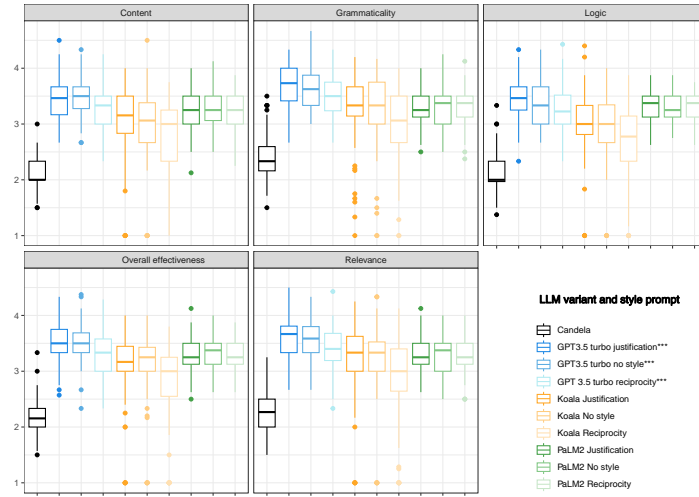 Content
Grammaticality
Logic
4
3
2
1
Overall effectiveness
Relevance
4
3
2
1
LLM variant and style prompt
Candela
GPT3.5 turbo justification***
GPT3.5 turbo no style***
GPT 3.5 turbo reciprocity***
Koala Justification
Koala No style
Koala Reciprocity
PaLM2 Justification
PaLM2 No style
PaLM2 Reciprocity